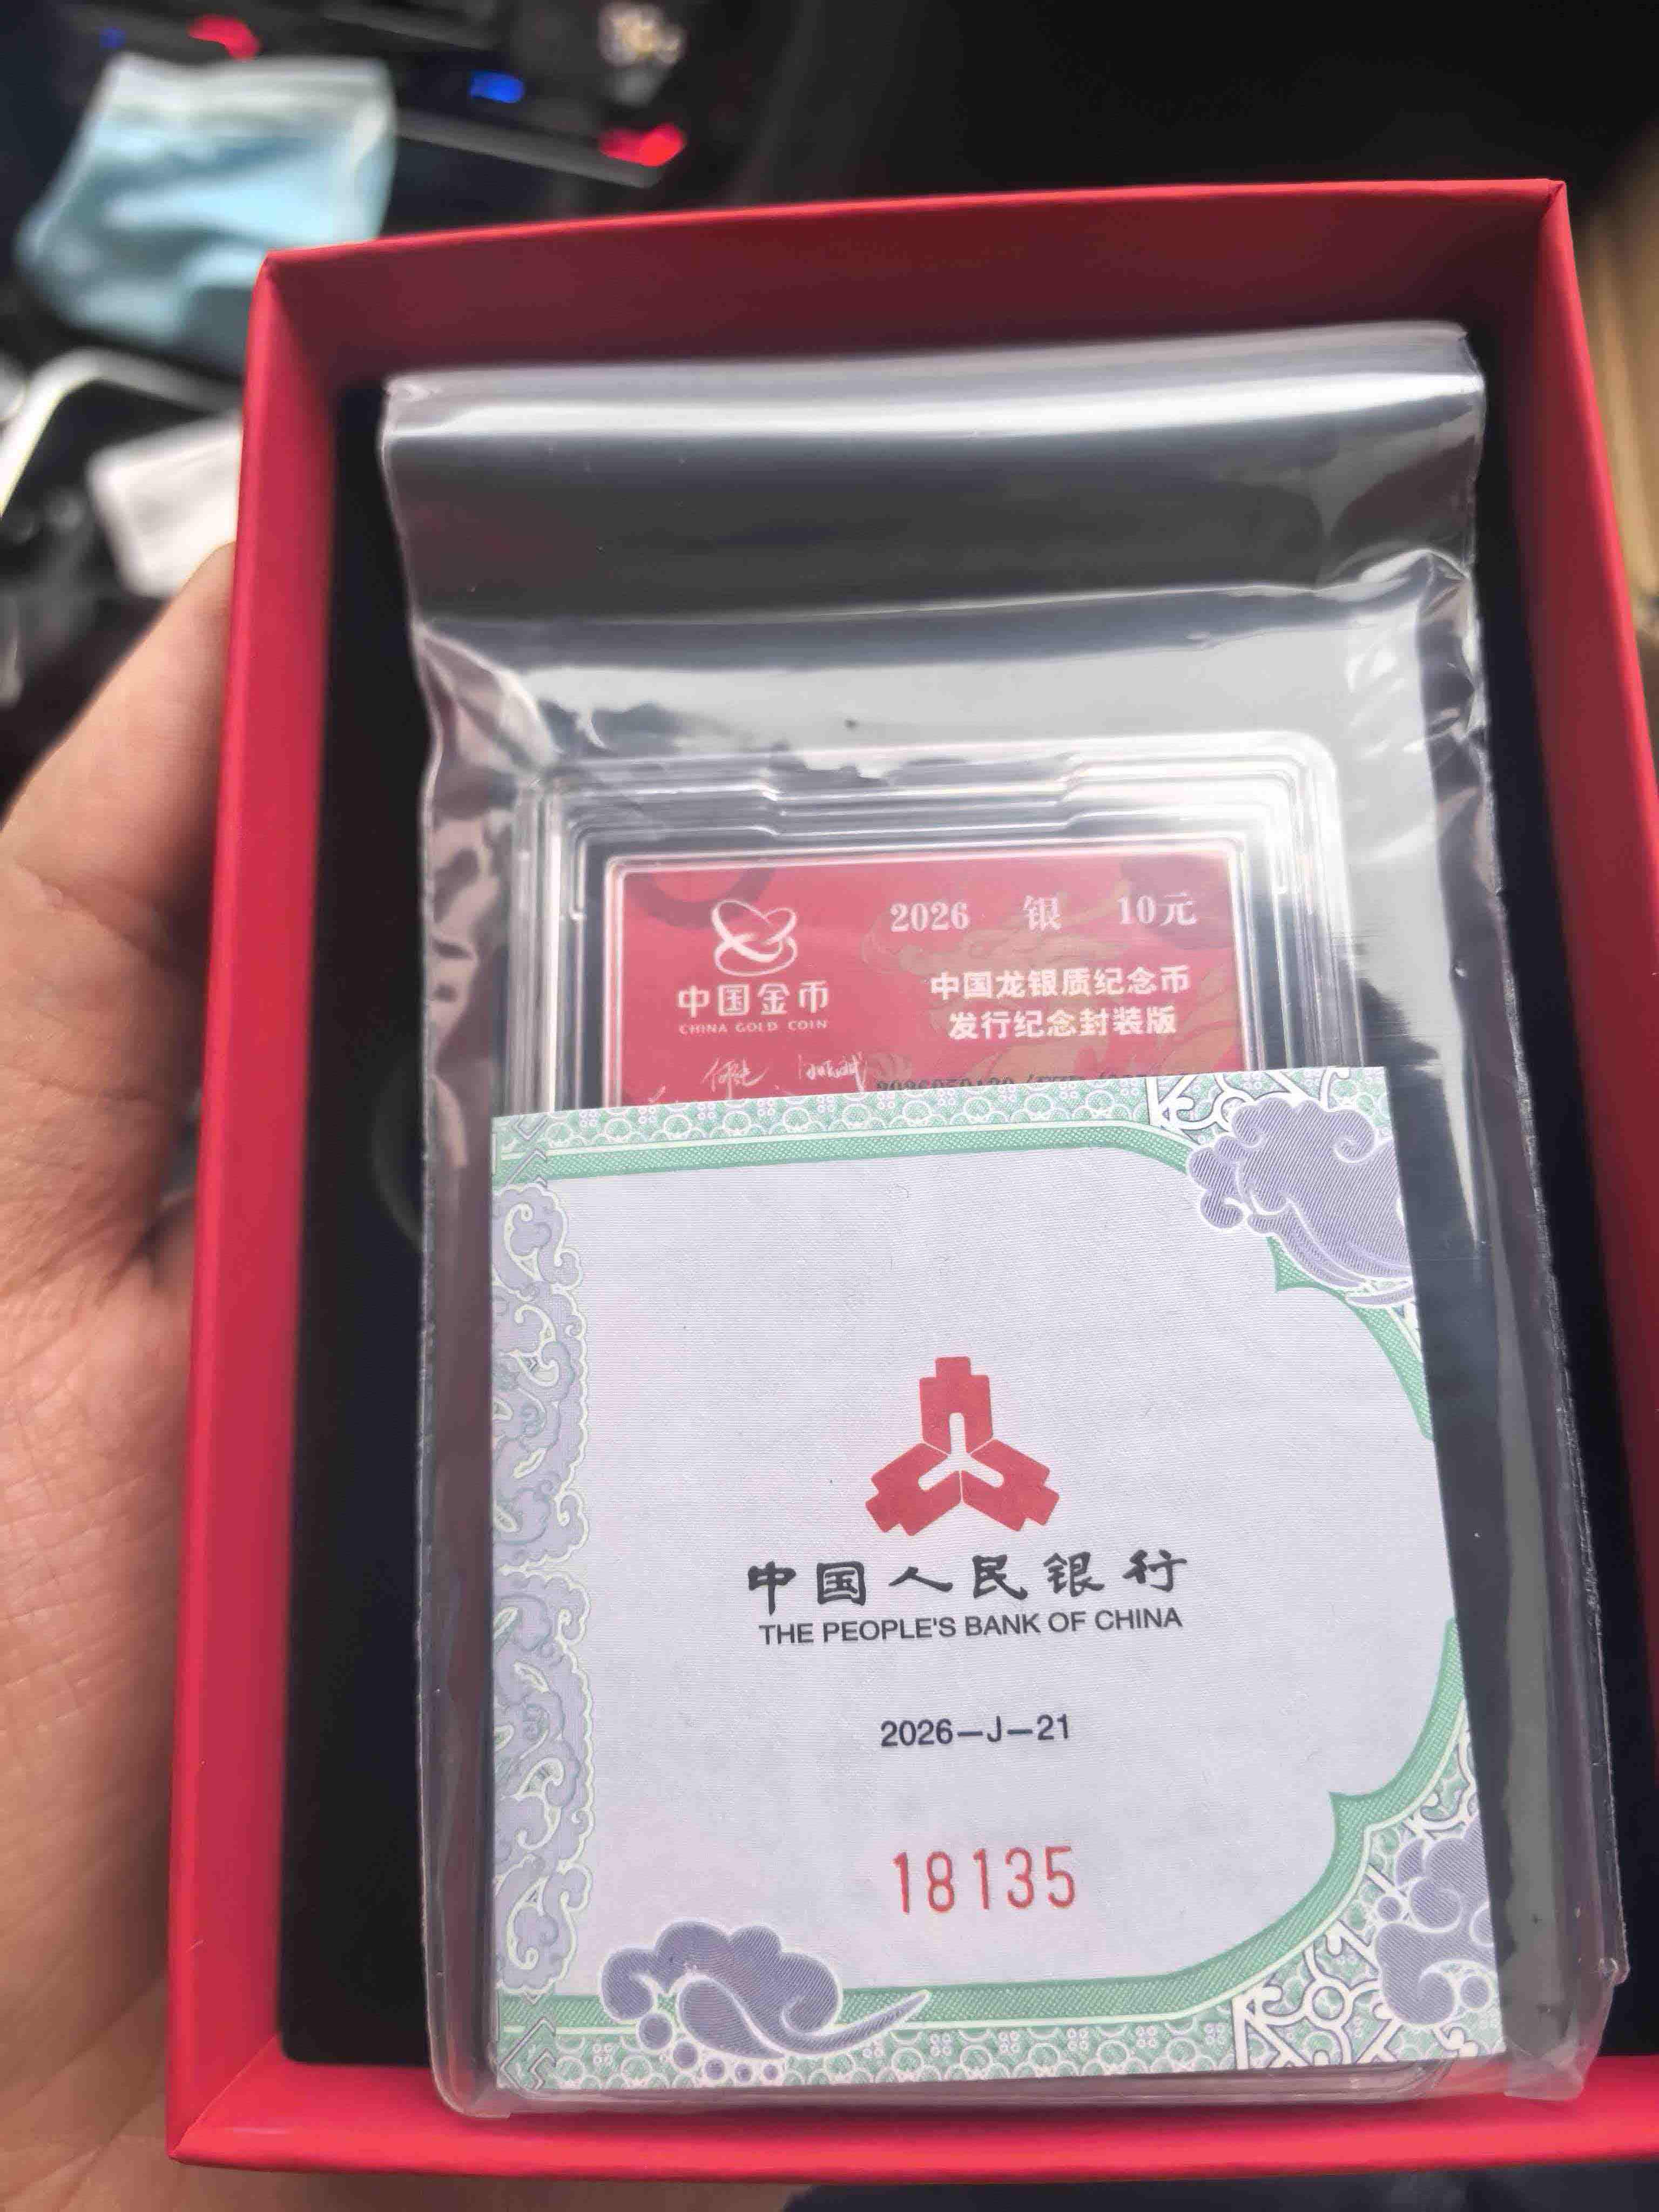 中国金币
CHINA GOLD COIN
2026 银 10元
中国龙银质纪念币
发行纪念封装版
中国人民银行
THE PEOPLE'S BANK OF CHINA
2026—J—21
18135